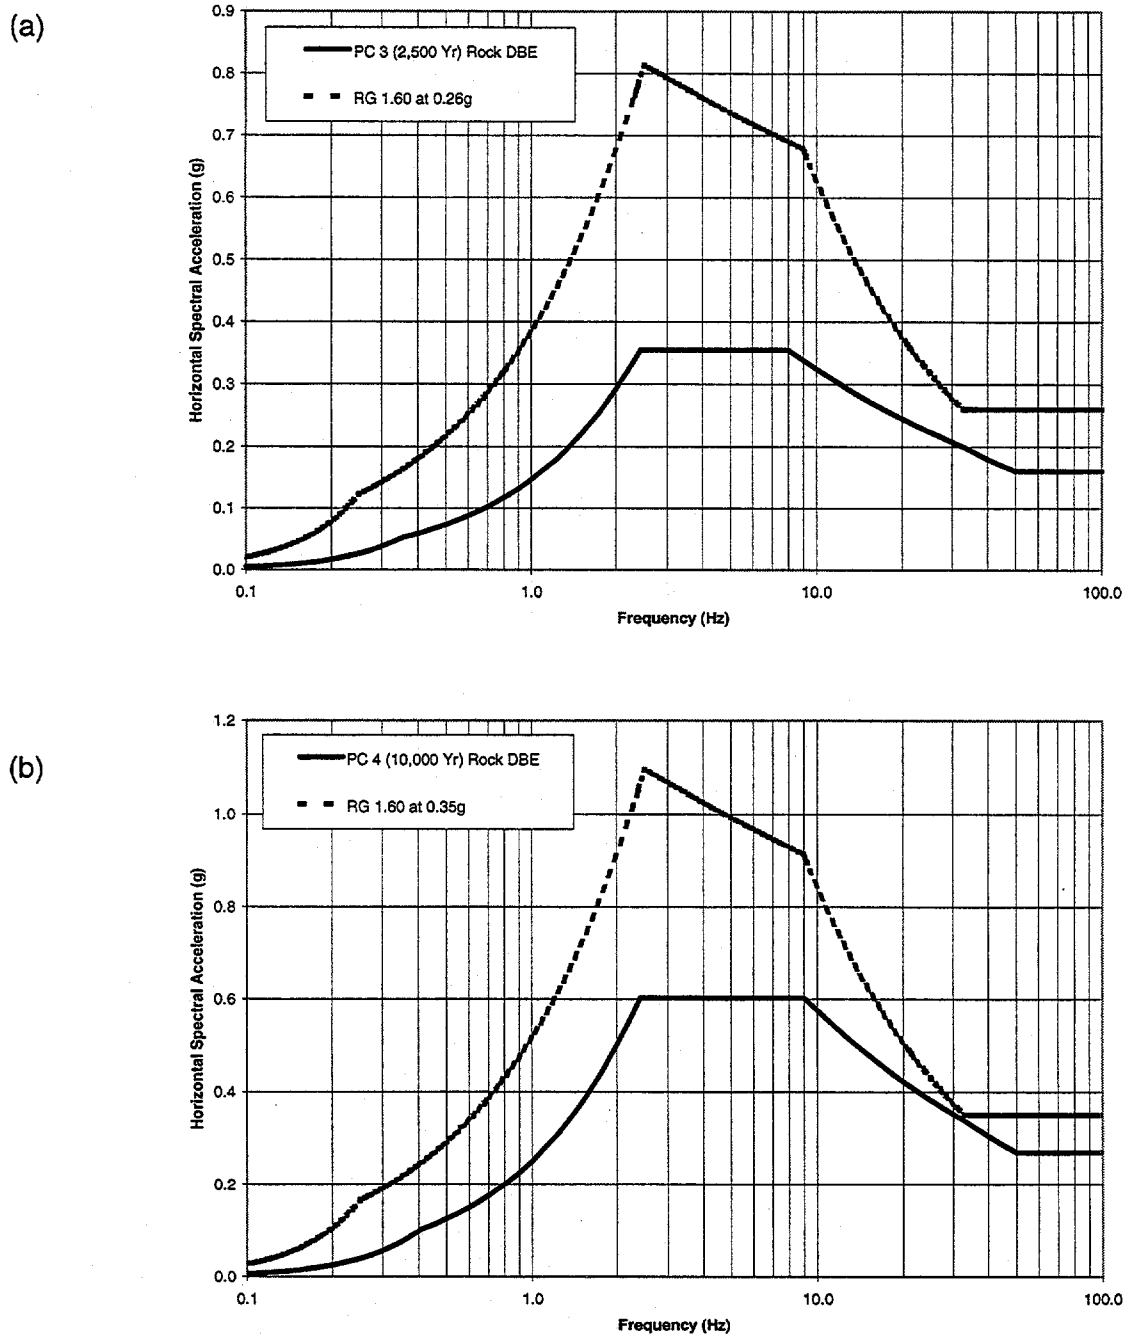 (a)
0.9
0.8
0.7
0.6
0.5
0.4
0.3
0.2
0.1
0.0
Horizontal Spectral Acceleration (g)
PC 3 (2,500 Yr) Rock DBE
RG 1.60 at 0.26g
0.1
1.0
10.0
100.0
Frequency (Hz)
(b)
1.2
1.0
0.8
0.6
0.4
0.2
0.0
Horizontal Spectral Acceleration (g)
PC 4 (10,000 Yr) Rock DBE
RG 1.60 at 0.35g
0.1
1.0
10.0
100.0
Frequency (Hz)